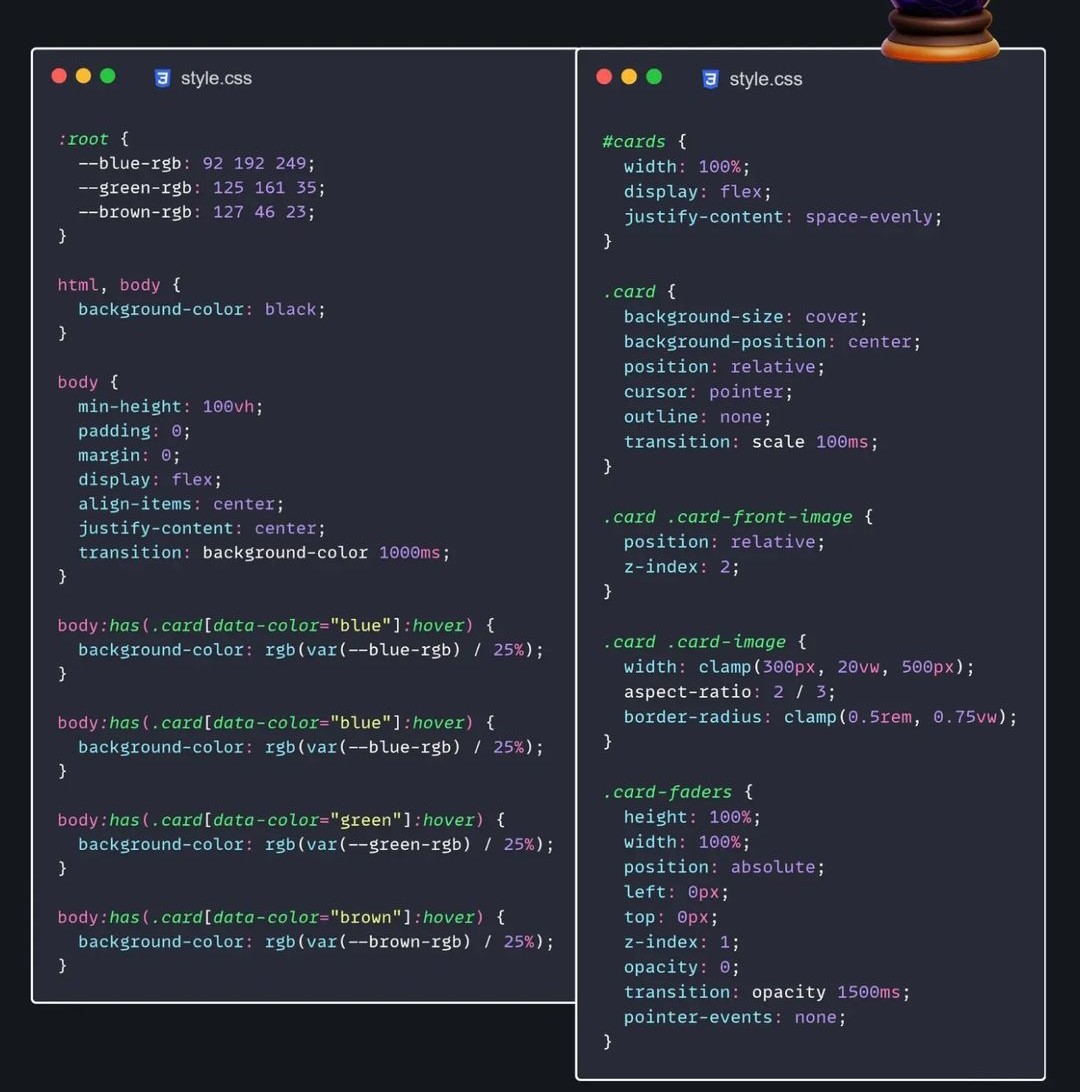 style.css
:root {
--blue-rgb: 92 192 249;
--green-rgb: 125 161 35;
--brown-rgb: 127 46 23;
}
html, body {
background-color: black;
}
body {
min-height: 100vh;
padding: 0;
margin: 0;
display: flex;
align-items: center;
justify-content: center;
transition: background-color 1000ms;
}
body:has(.card[data-color="blue"]:hover) {
background-color: rgb(var(--blue-rgb) / 25%);
}
body:has(.card[data-color="blue"]:hover) {
background-color: rgb(var(--blue-rgb) / 25%);
}
body:has(.card[data-color="green"]:hover) {
background-color: rgb(var(--green-rgb) / 25%);
}
body:has(.card[data-color="brown"]:hover) {
background-color: rgb(var(--brown-rgb) / 25%);
}
style.css
#cards {
width: 100%;
display: flex;
justify-content: space-evenly;
}
.card {
background-size: cover;
background-position: center;
position: relative;
cursor: pointer;
outline: none;
transition: scale 100ms;
}
.card .card-front-image {
position: relative;
z-index: 2;
}
.card .card-image {
width: clamp(300px, 20vw, 500px);
aspect-ratio: 2 / 3;
border-radius: clamp(0.5rem, 0.75vw);
}
.card-faders {
height: 100%;
width: 100%;
position: absolute;
left: 0px;
top: 0px;
z-index: 1;
opacity: 0;
transition: opacity 1500ms;
pointer-events: none;
}